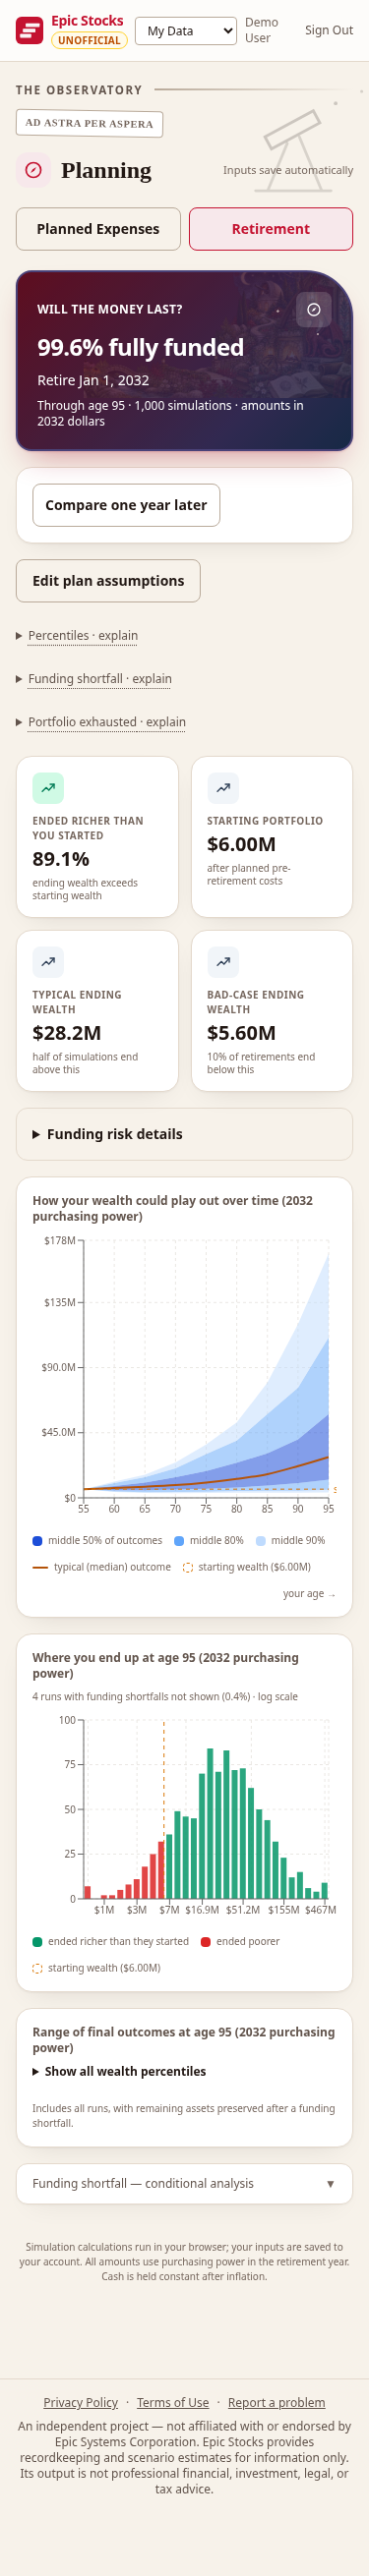 Epic Stocks
UNOFFICIAL
My Data
Demo
User
Sign Out
THE OBSERVATORY
AD ASTRA PER ASPERA
Planning
Inputs save automatically
Planned Expenses
Retirement
WILL THE MONEY LAST?
99.6% fully funded
Retire Jan 1, 2032
Through age 95 · 1,000 simulations · amounts in
2032 dollars
Compare one year later
Edit plan assumptions
Percentiles · explain
Funding shortfall · explain
Portfolio exhausted · explain
ENDED RICHER THAN
YOU STARTED
89.1%
ending wealth exceeds
starting wealth
STARTING PORTFOLIO
$6.00M
after planned pre-
retirement costs
TYPICAL ENDING
WEALTH
$28.2M
half of simulations end
above this
BAD-CASE ENDING
WEALTH
$5.60M
10% of retirements end
below this
Funding risk details
How your wealth could play out over time (2032
purchasing power)
$178M
$135M
$90.0M
$45.0M
$0
55 60 65 70 75 80 85 90 95
middle 50% of outcomes middle 80% middle 90%
typical (median) outcome starting wealth ($6.00M)
your age →
Where you end up at age 95 (2032 purchasing
power)
4 runs with funding shortfalls not shown (0.4%) · log scale
100
75
50
25
0
$1M $3M $7M $16.9M $51.2M $155M $467M
ended richer than they started ended poorer
starting wealth ($6.00M)
Range of final outcomes at age 95 (2032 purchasing
power)
Show all wealth percentiles
Includes all runs, with remaining assets preserved after a funding
shortfall.
Funding shortfall — conditional analysis
Simulation calculations run in your browser; your inputs are saved to
your account. All amounts use purchasing power in the retirement year.
Cash is held constant after inflation.
Privacy Policy · Terms of Use · Report a problem
An independent project — not affiliated with or endorsed by
Epic Systems Corporation. Epic Stocks provides
recordkeeping and scenario estimates for information only.
Its output is not professional financial, investment, legal, or
tax advice.